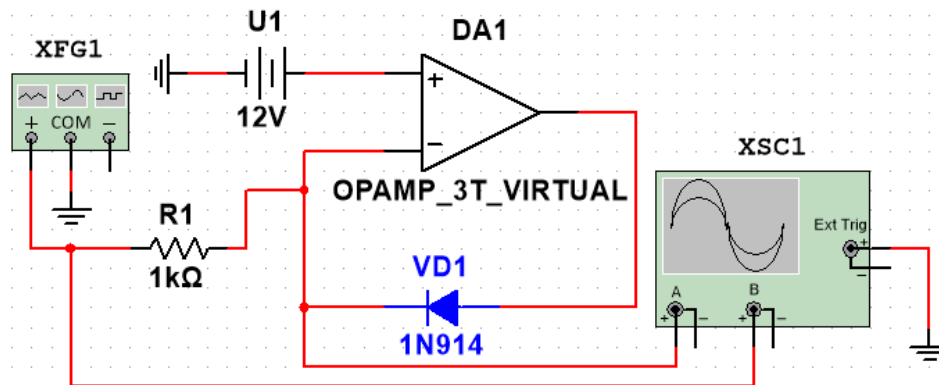 U1
DA1
XFG1
12V
+
−
+ COM −
XSC1
OPAMP_3T_VIRTUAL
R1
1kΩ
Ext Trig
+
−
VD1
A
B
+ − + −
1N914